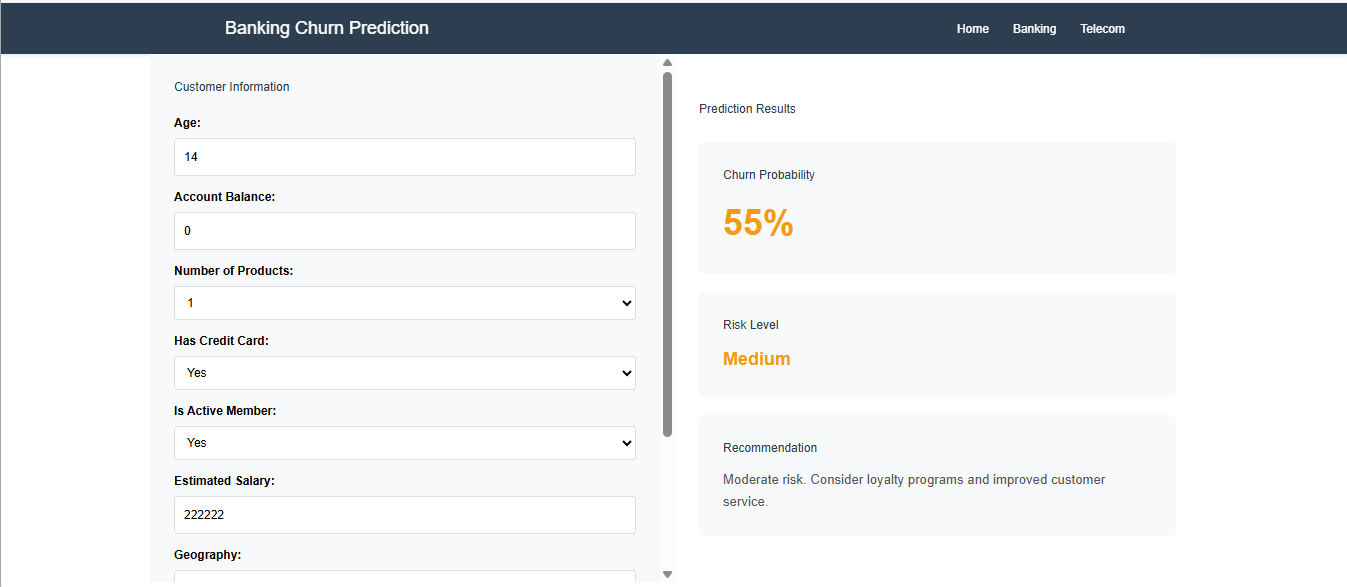 Banking Churn Prediction
Home Banking Telecom
Customer Information
Age:
14
Account Balance:
0
Number of Products:
1
Has Credit Card:
Yes
Is Active Member:
Yes
Estimated Salary:
222222
Geography:
Prediction Results
Churn Probability
55%
Risk Level
Medium
Recommendation
Moderate risk. Consider loyalty programs and improved customer
service.